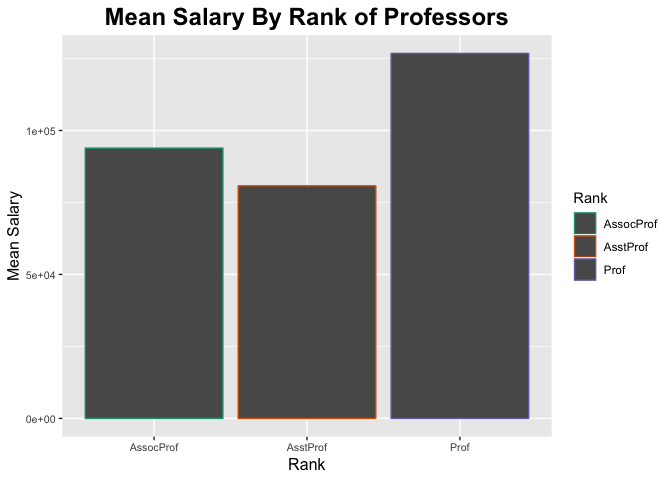 Mean Salary By Rank of Professors
Mean Salary
1e+05
5e+04
0e+00
AssocProf
AsstProf
Prof
Rank
Rank
AssocProf
AsstProf
Prof